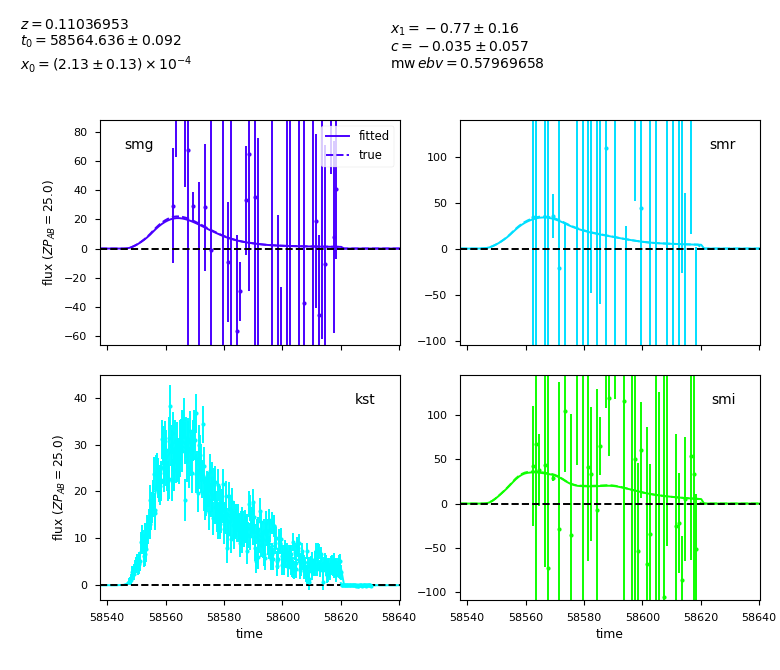 z = 0.11036953
t₀ = 58564.636 ± 0.092
x₀ = (2.13 ± 0.13) × 10⁻⁴
x₁ = −0.77 ± 0.16
c = −0.035 ± 0.057
mw ebv = 0.57969658
smg
fitted
true
80
60
40
20
0
−20
−40
−60
flux (ZP_AB = 25.0)
smr
100
50
0
−50
−100
kst
40
30
20
10
0
flux (ZP_AB = 25.0)
58540 58560 58580 58600 58620 58640
time
smi
100
50
0
−50
−100
58540 58560 58580 58600 58620 58640
time